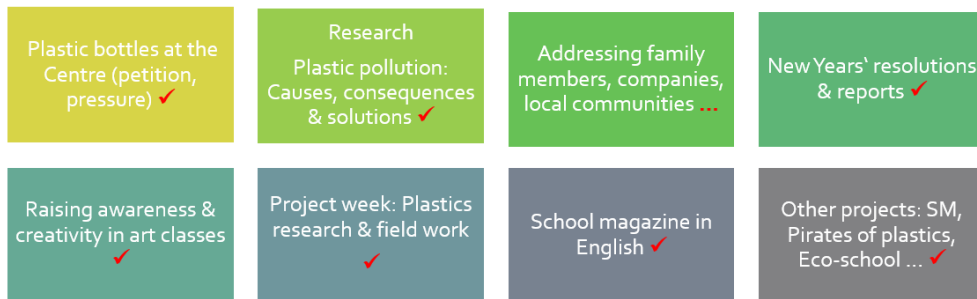 Plastic bottles at the
Centre (petition,
pressure) ✓
Research
Plastic pollution:
Causes, consequences
& solutions ✓
Addressing family
members, companies,
local communities ...
New Years‘ resolutions
& reports ✓
Raising awareness &
creativity in art classes
✓
Project week: Plastics
research & field work
✓
School magazine in
English ✓
Other projects: SM,
Pirates of plastics,
Eco-school ... ✓